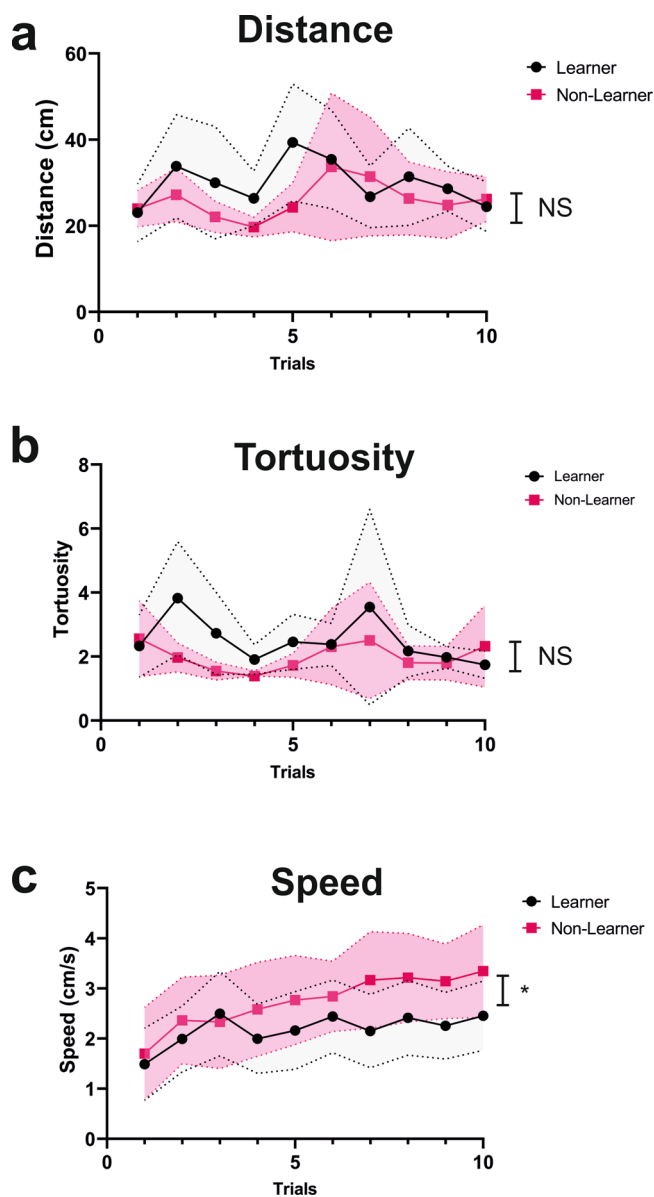 a
Distance
60
40
20
0
Distance (cm)
0
5
10
Trials
Learner
Non-Learner
NS
b
Tortuosity
8
6
4
2
0
Tortuosity
0
5
10
Trials
Learner
Non-Learner
NS
c
Speed
5
4
3
2
1
0
Speed (cm/s)
0
5
10
Trials
Learner
Non-Learner
*